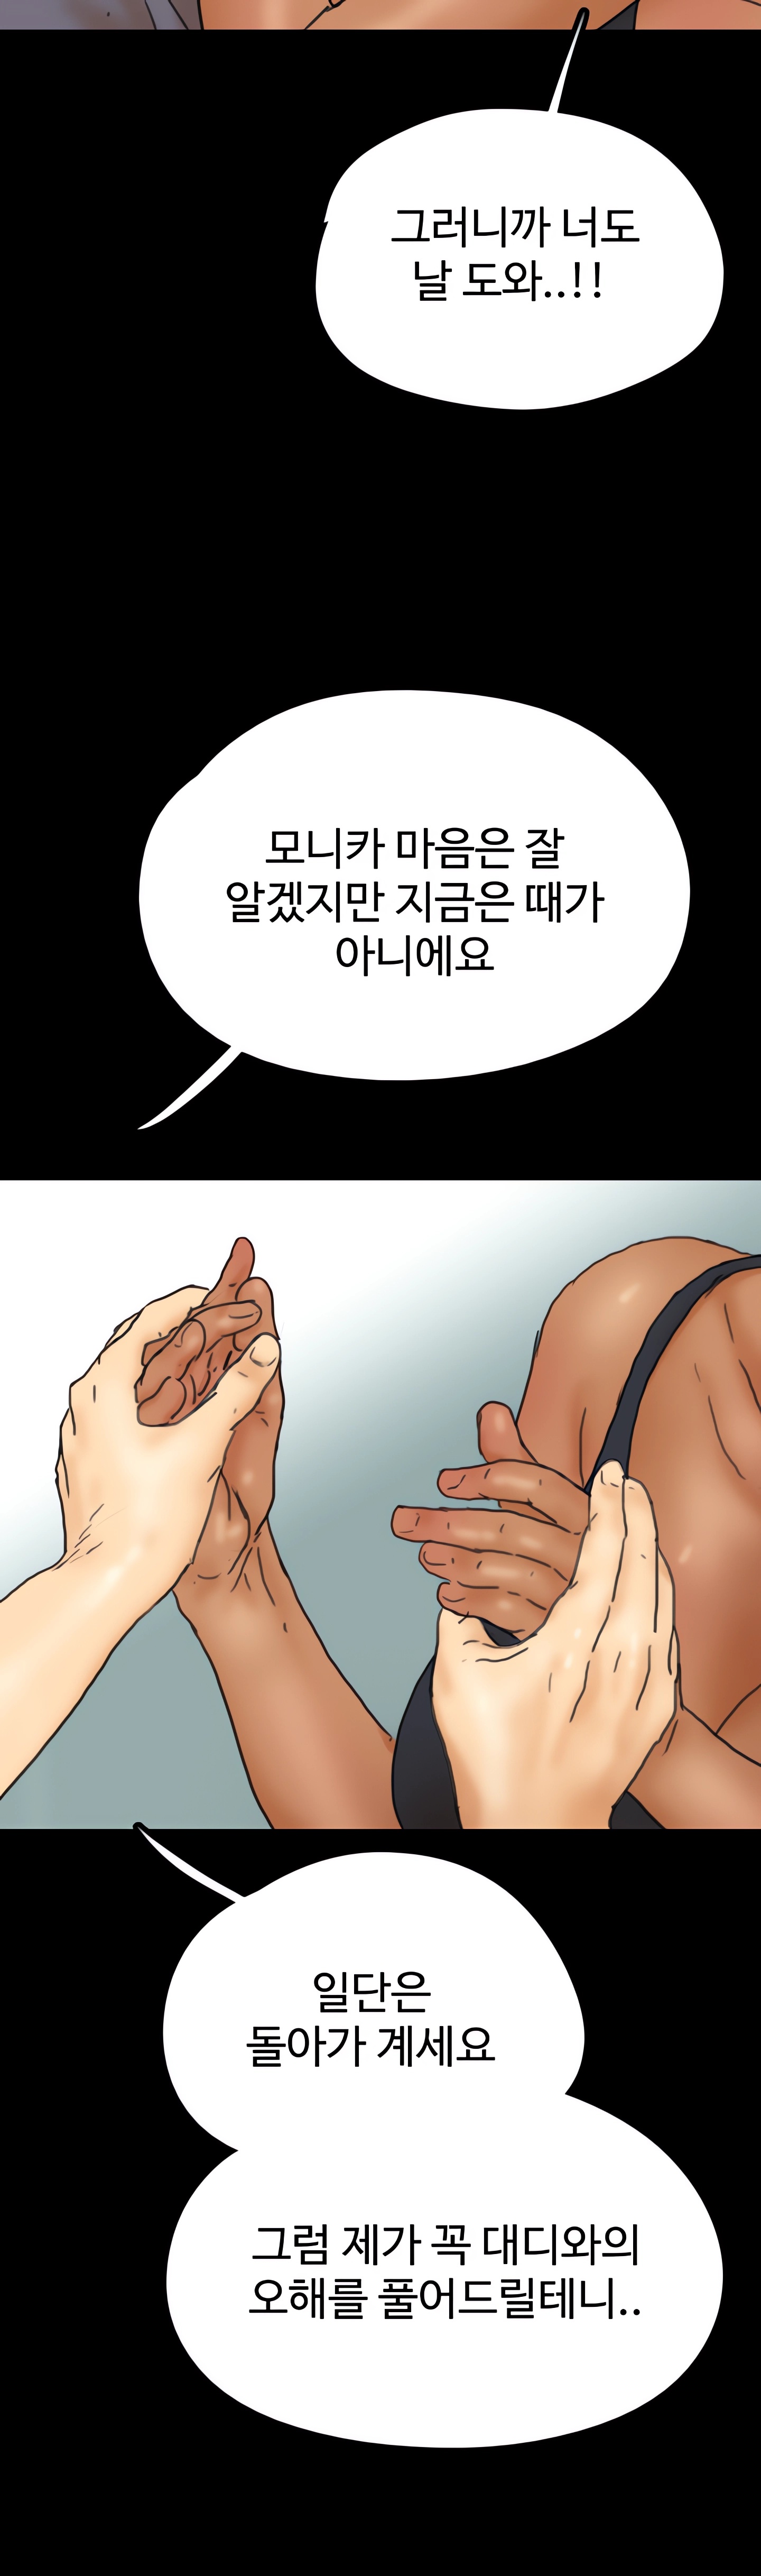 그러니까 너도
날 도와..!!
모니카 마음은 잘
알겠지만 지금은 때가
아니에요
일단은
돌아가 계세요
그럼 제가 꼭 대디와의
오해를 풀어드릴테니..